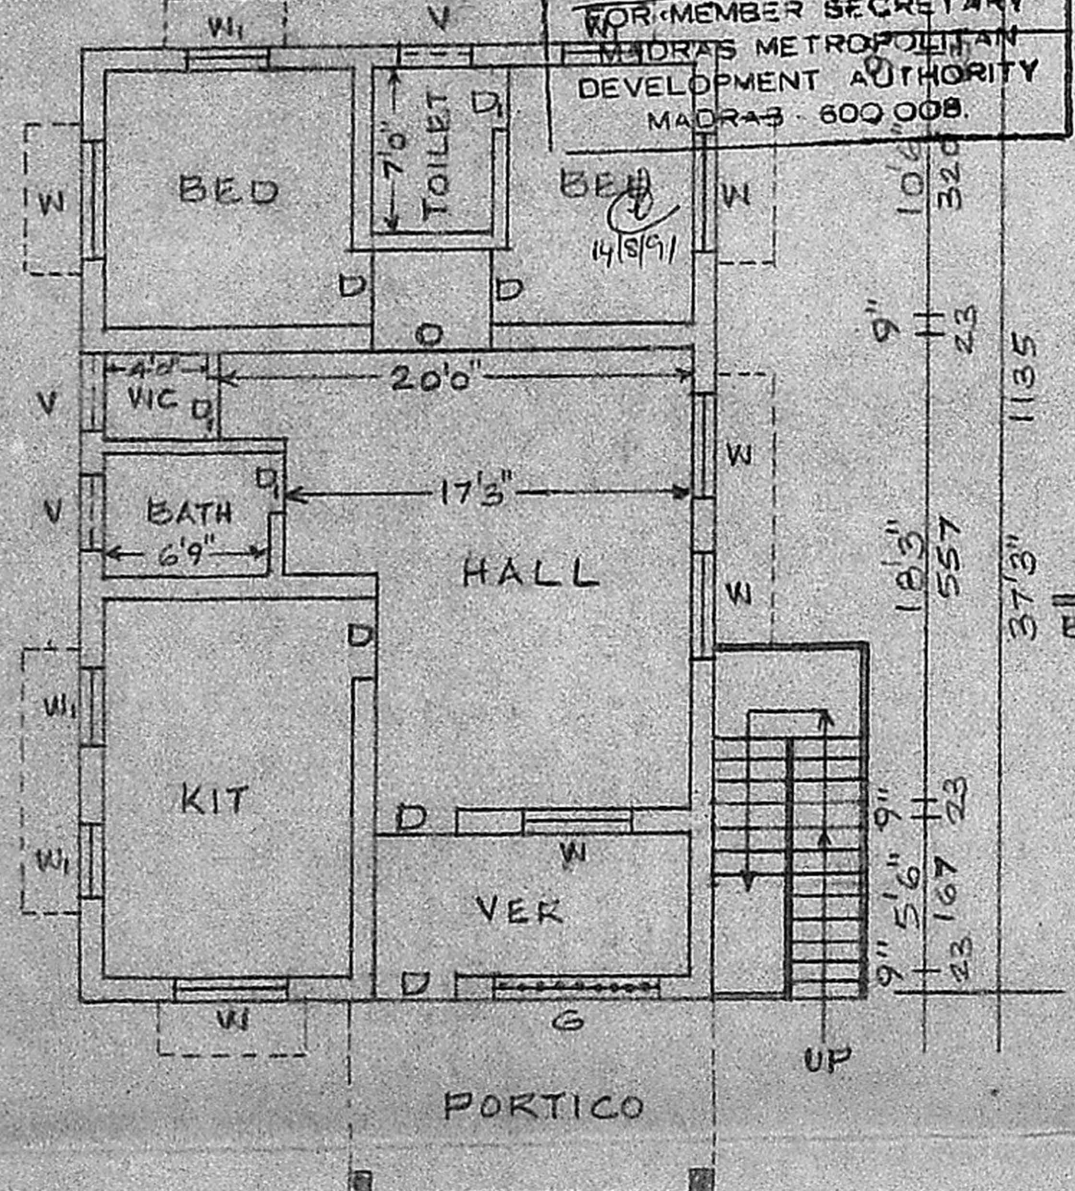 FOR MEMBER SECRETARY
MADRAS METROPOLITAN
DEVELOPMENT AUTHORITY
MADRAS - 600 008.
W1
V
W
BED
7'0"
TOILET
D1
BED
14/8/91
W
10'6"
320
D
D
O
9"
23
4'0"
20'0"
V
W/C
D1
1135
W
17'3"
D1
V
BATH
6'9"
HALL
W
18'3"
557
37'3"
D
W1
KIT
D
W
W1
VER
9"
23
5'6"
167
9"
23
D
G
W
UP
PORTICO